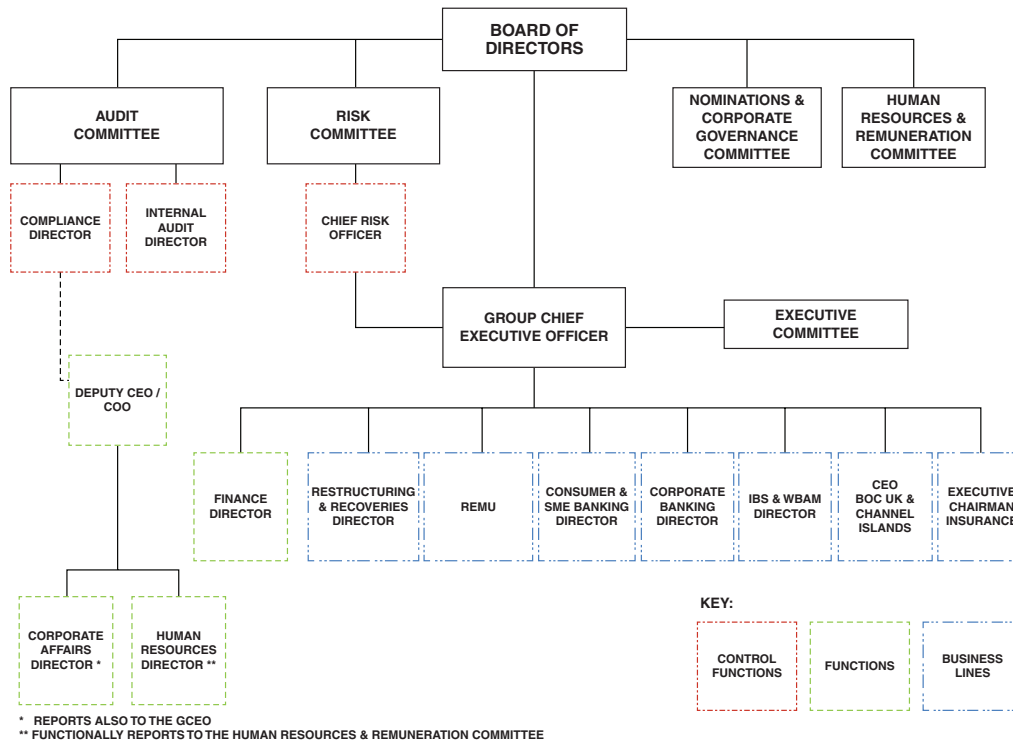 BOARD OF
DIRECTORS
AUDIT
COMMITTEE
RISK
COMMITTEE
NOMINATIONS &
CORPORATE
GOVERNANCE
COMMITTEE
HUMAN
RESOURCES &
REMUNERATION
COMMITTEE
COMPLIANCE
DIRECTOR
INTERNAL
AUDIT
DIRECTOR
CHIEF RISK
OFFICER
GROUP CHIEF
EXECUTIVE OFFICER
EXECUTIVE
COMMITTEE
DEPUTY CEO /
COO
FINANCE
DIRECTOR
RESTRUCTURING
& RECOVERIES
DIRECTOR
REMU
CONSUMER &
SME BANKING
DIRECTOR
CORPORATE
BANKING
DIRECTOR
IBS & WBAM
DIRECTOR
CEO
BOC UK &
CHANNEL
ISLANDS
EXECUTIVE
CHAIRMAN
INSURANCE
CORPORATE
AFFAIRS
DIRECTOR *
HUMAN
RESOURCES
DIRECTOR **
KEY:
CONTROL
FUNCTIONS
FUNCTIONS
BUSINESS
LINES
* REPORTS ALSO TO THE GCEO
** FUNCTIONALLY REPORTS TO THE HUMAN RESOURCES & REMUNERATION COMMITTEE